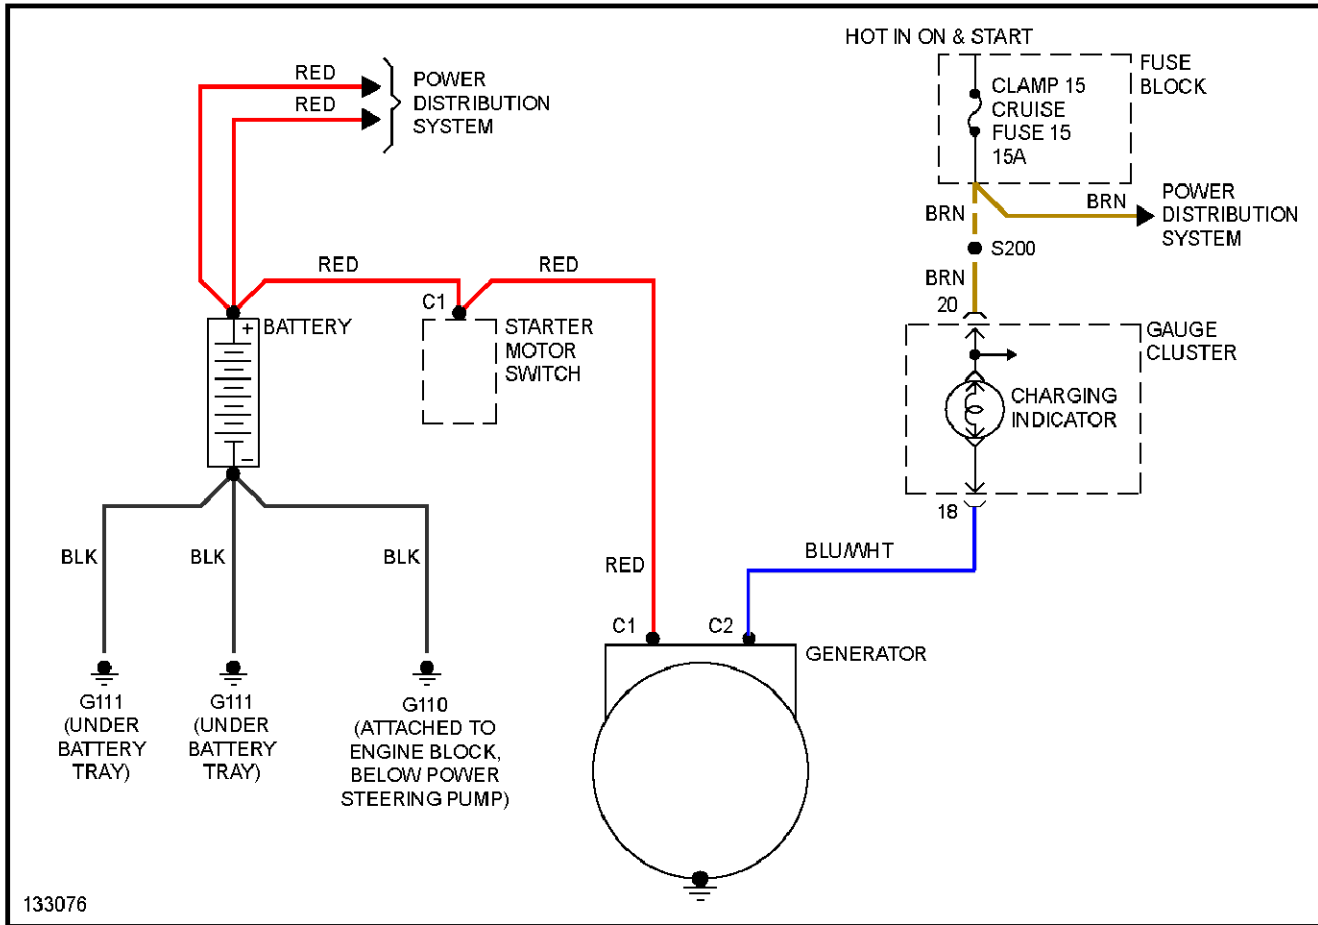 HOT IN ON & START
FUSE
BLOCK
CLAMP 15
CRUISE
FUSE 15
15A
RED
RED
POWER
DISTRIBUTION
SYSTEM
BRN
BRN
POWER
DISTRIBUTION
SYSTEM
S200
BRN
20
RED
RED
C1
+
BATTERY
–
STARTER
MOTOR
SWITCH
GAUGE
CLUSTER
CHARGING
INDICATOR
18
BLU/WHT
BLK
BLK
BLK
RED
C1
C2
GENERATOR
G111
(UNDER
BATTERY
TRAY)
G111
(UNDER
BATTERY
TRAY)
G110
(ATTACHED TO
ENGINE BLOCK,
BELOW POWER
STEERING PUMP)
133076